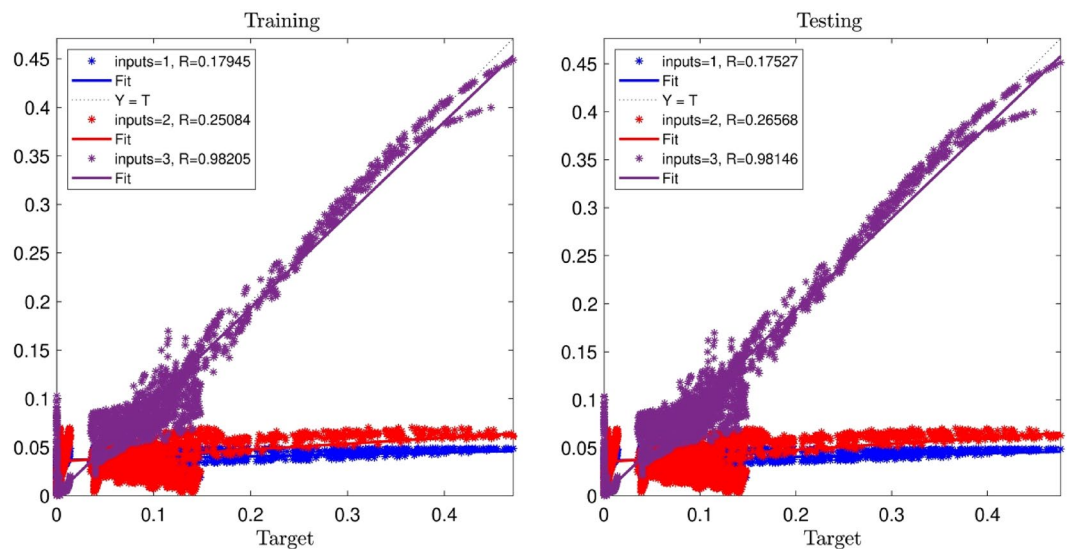 Training
0.45
0.4
0.35
0.3
0.25
0.2
0.15
0.1
0.05
0
inputs=1, R=0.17945
Fit
Y = T
inputs=2, R=0.25084
Fit
inputs=3, R=0.98205
Fit
0 0.1 0.2 0.3 0.4
Target
Testing
0.45
0.4
0.35
0.3
0.25
0.2
0.15
0.1
0.05
0
inputs=1, R=0.17527
Fit
Y = T
inputs=2, R=0.26568
Fit
inputs=3, R=0.98146
Fit
0 0.1 0.2 0.3 0.4
Target